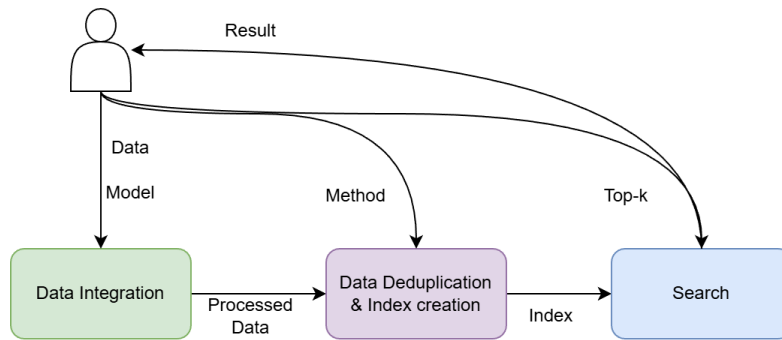 Result
Data
Model
Method
Top-k
Data Integration
Processed
Data
Data Deduplication
& Index creation
Index
Search